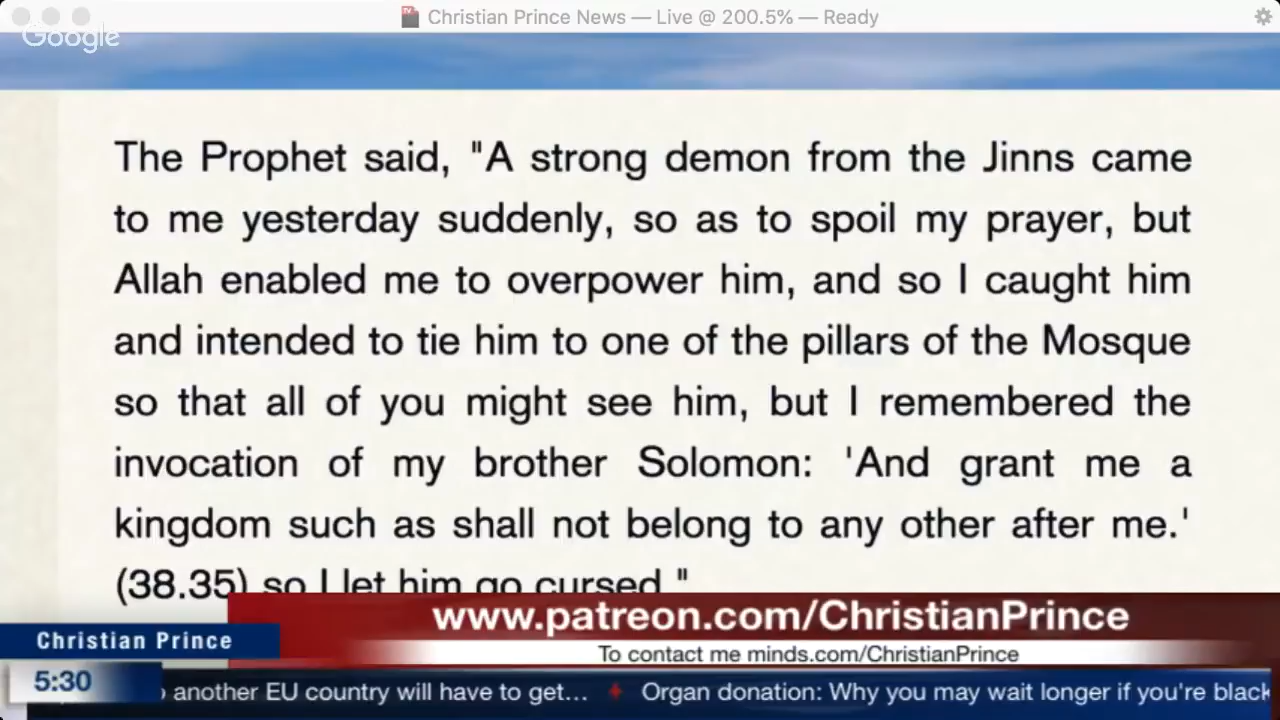 Christian Prince News — Live @ 200.5% — Ready
Google
The Prophet said, "A strong demon from the Jinns came
to me yesterday suddenly, so as to spoil my prayer, but
Allah enabled me to overpower him, and so I caught him
and intended to tie him to one of the pillars of the Mosque
so that all of you might see him, but I remembered the
invocation of my brother Solomon: 'And grant me a
kingdom such as shall not belong to any other after me.'
(38.35) so I let him go cursed."
www.patreon.com/ChristianPrince
Christian Prince
To contact me minds.com/ChristianPrince
5:30
another EU country will have to get... Organ donation: Why you may wait longer if you're black